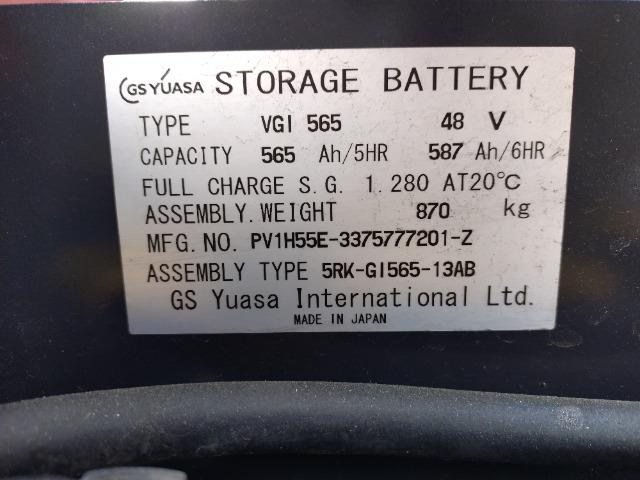 GS YUASA STORAGE BATTERY
TYPE VGI 565 48 V
CAPACITY 565 Ah/5HR 587 Ah/6HR
FULL CHARGE S.G. 1.280 AT20℃
ASSEMBLY.WEIGHT 870 kg
MFG.NO. PV1H55E-3375777201-Z
ASSEMBLY TYPE 5RK-GI565-13AB
GS Yuasa International Ltd.
MADE IN JAPAN